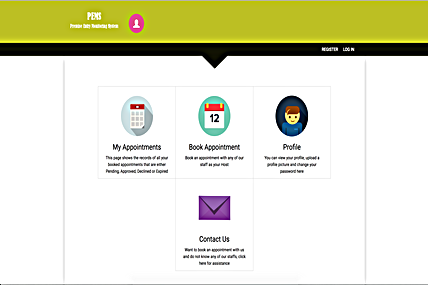 PEMS
Premise Entry Monitoring System
REGISTER LOG IN
12
My Appointments
This page shows the records of all your
booked appointments that are either
Pending, Approved, Declined or Expired
Book Appointment
Book an appointment with any of our
staff as your Host
Profile
You can view your profile, upload a
profile picture and change your
password here
Contact Us
Want to book an appointment with us
and do not know any of our staffs, click
here for assistance